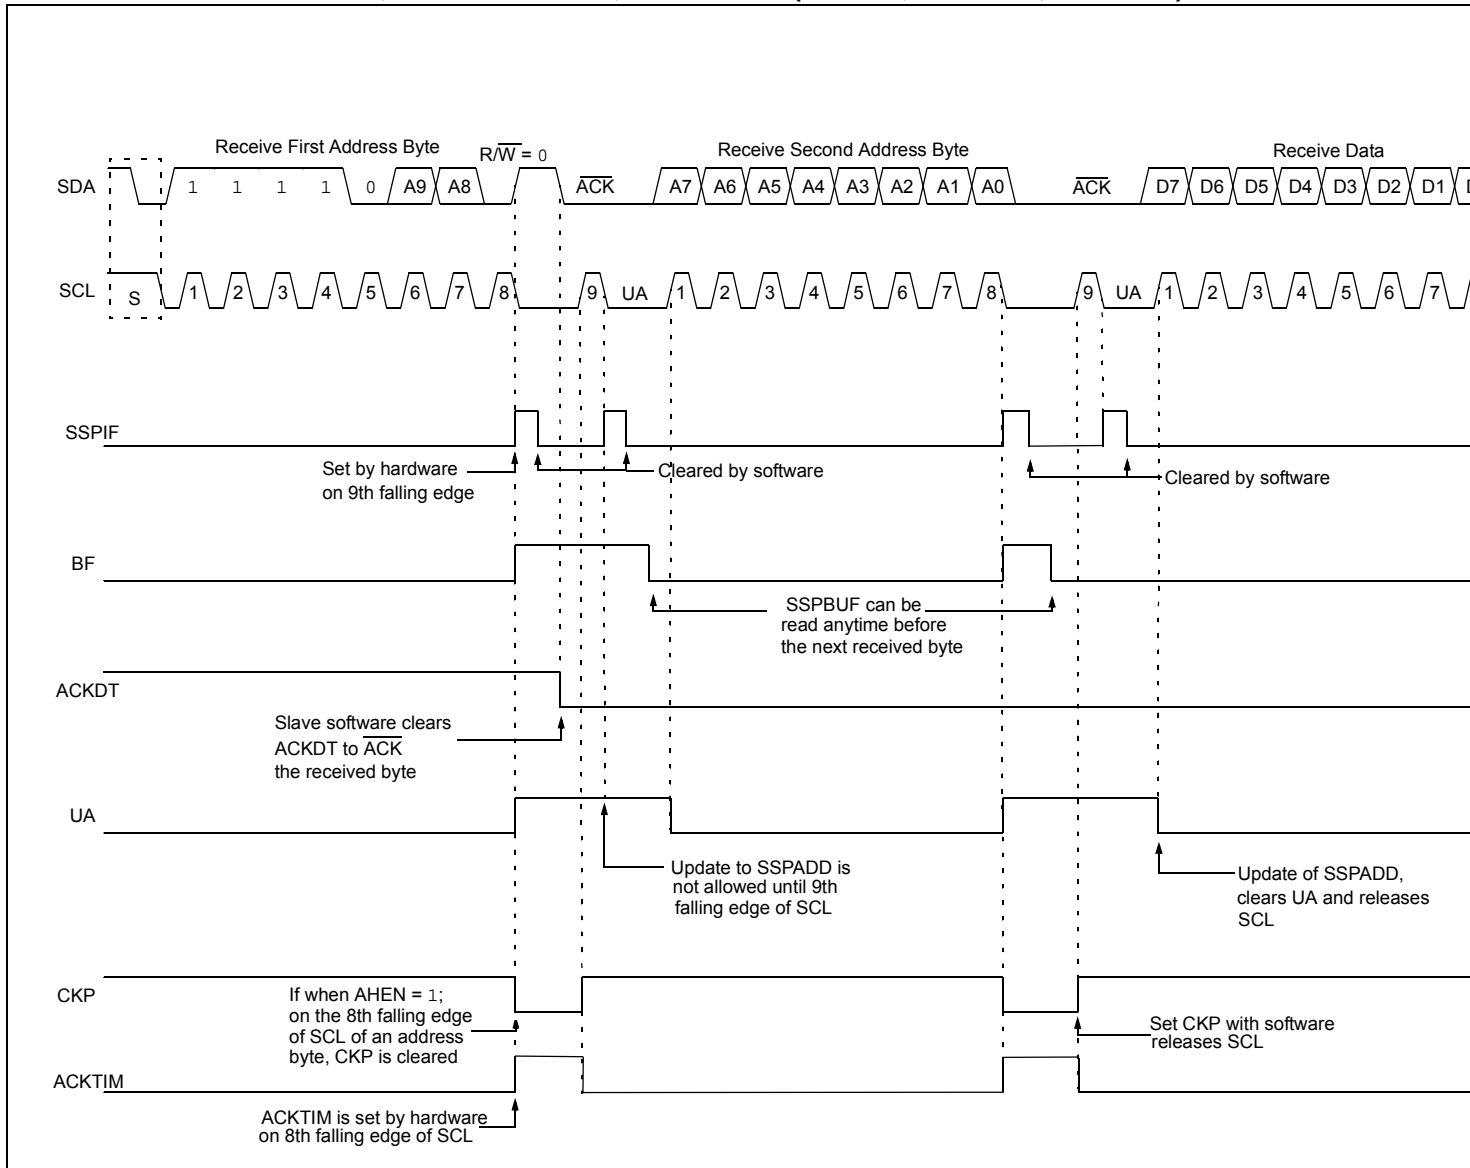 Receive First Address Byte
R/W = 0
Receive Second Address Byte
Receive Data
SDA
1 1 1 1 0 A9 A8
ACK
A7 A6 A5 A4 A3 A2 A1 A0
ACK
D7 D6 D5 D4 D3 D2 D1
SCL
S
1 2 3 4 5 6 7 8 9 UA 1 2 3 4 5 6 7 8 9 UA 1 2 3 4 5 6 7
SSPIF
Set by hardware
on 9th falling edge
Cleared by software
Cleared by software
BF
SSPBUF can be
read anytime before
the next received byte
ACKDT
Slave software clears
ACKDT to ACK
the received byte
UA
Update to SSPADD is
not allowed until 9th
falling edge of SCL
Update of SSPADD,
clears UA and releases
SCL
CKP
If when AHEN = 1;
on the 8th falling edge
of SCL of an address
byte, CKP is cleared
Set CKP with software
releases SCL
ACKTIM
ACKTIM is set by hardware
on 8th falling edge of SCL